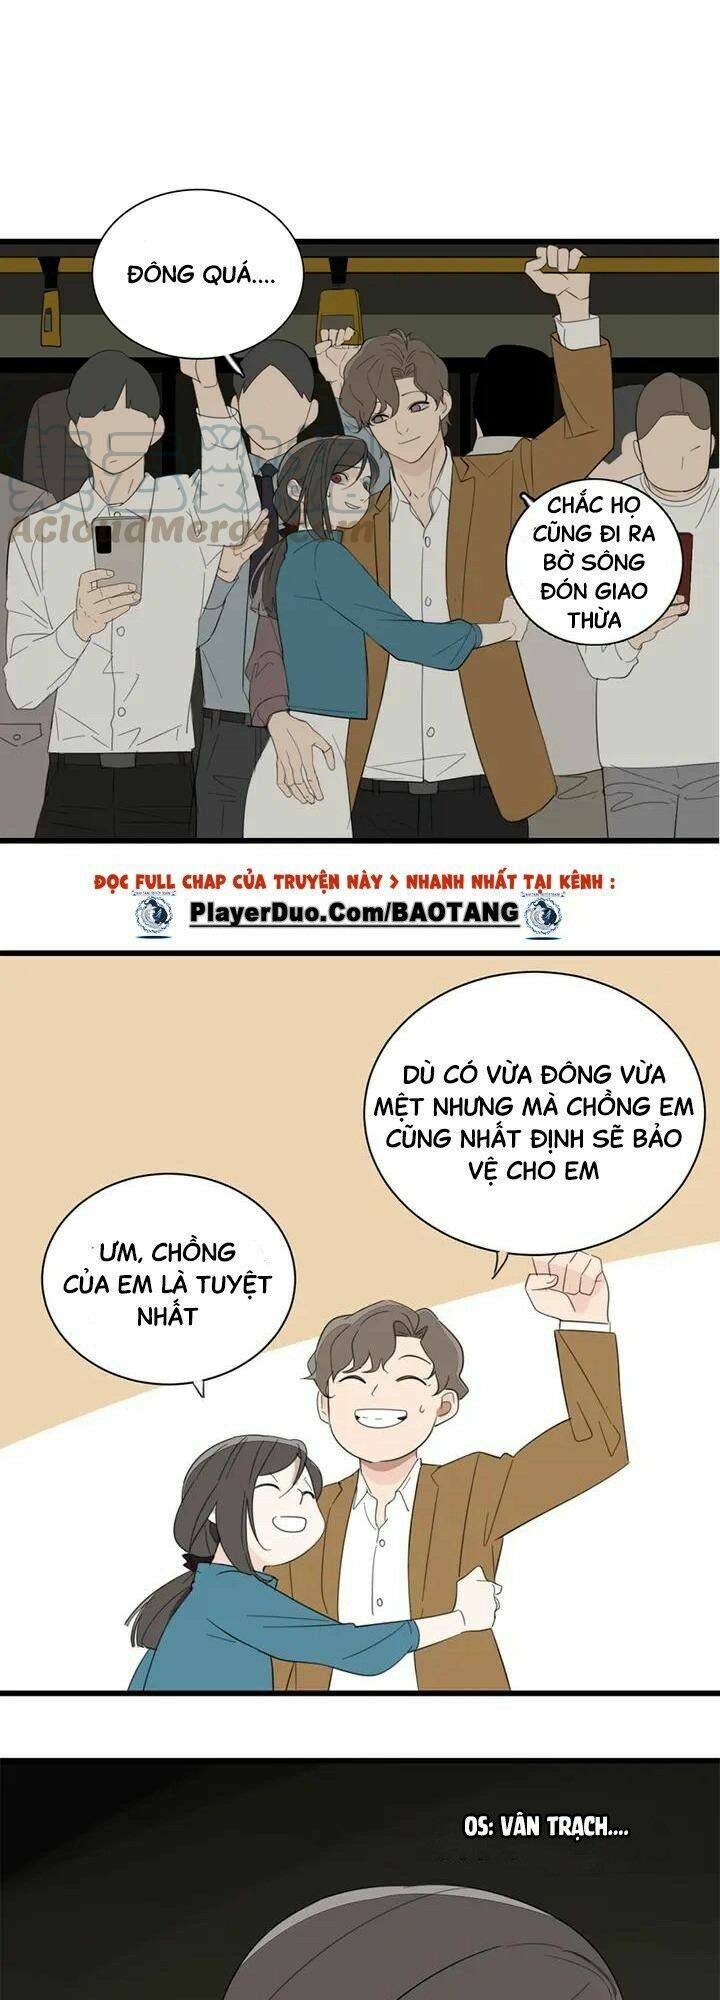 ĐÔNG QUÁ....
CHẮC HỌ
CŨNG ĐI RA
BỜ SÔNG
ĐÓN GIAO
THỪA
AcloudMerge.com
ĐỌC FULL CHAP CỦA TRUYỆN NÀY > NHANH NHẤT TẠI KÊNH :
PlayerDuo.Com/BAOTANG
DÙ CÓ VỪA ĐÔNG VỪA
MỆT NHƯNG MÀ CHỒNG EM
CŨNG NHẤT ĐỊNH SẼ BẢO
VỆ CHO EM
ƯM, CHỒNG
CỦA EM LÀ TUYỆT
NHẤT
OS: VÂN TRẠCH....